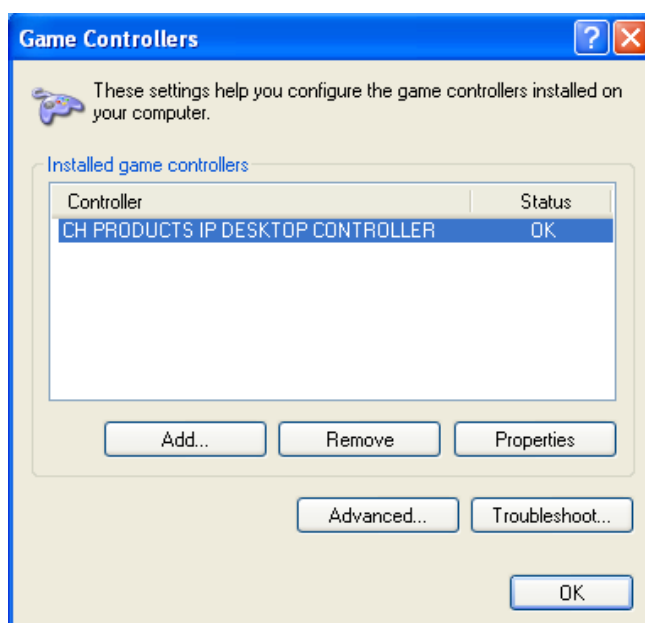 Game Controllers
These settings help you configure the game controllers installed on
your computer.
Installed game controllers
Controller Status
CH PRODUCTS IP DESKTOP CONTROLLER OK
Add... Remove Properties
Advanced... Troubleshoot...
OK